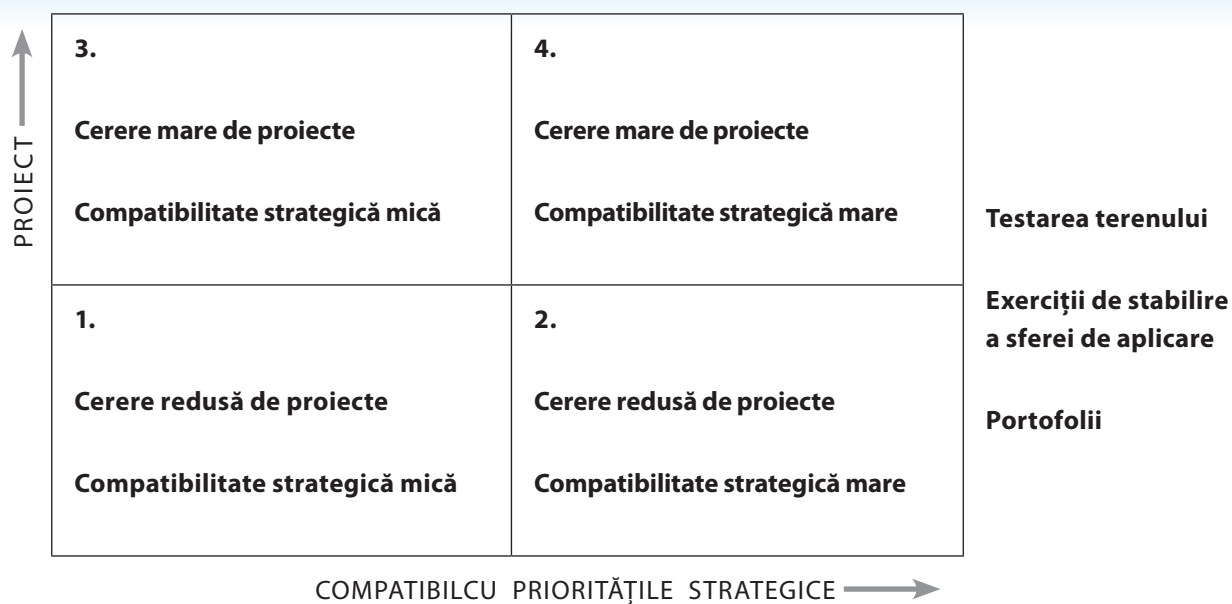 PROIECT
3.
Cerere mare de proiecte
Compatibilitate strategică mică
4.
Cerere mare de proiecte
Compatibilitate strategică mare
1.
Cerere redusă de proiecte
Compatibilitate strategică mică
2.
Cerere redusă de proiecte
Compatibilitate strategică mare
Testarea terenului
Exerciții de stabilire
a sferei de aplicare
Portofolii
COMPATIBILCU PRIORITĂŢILE STRATEGICE